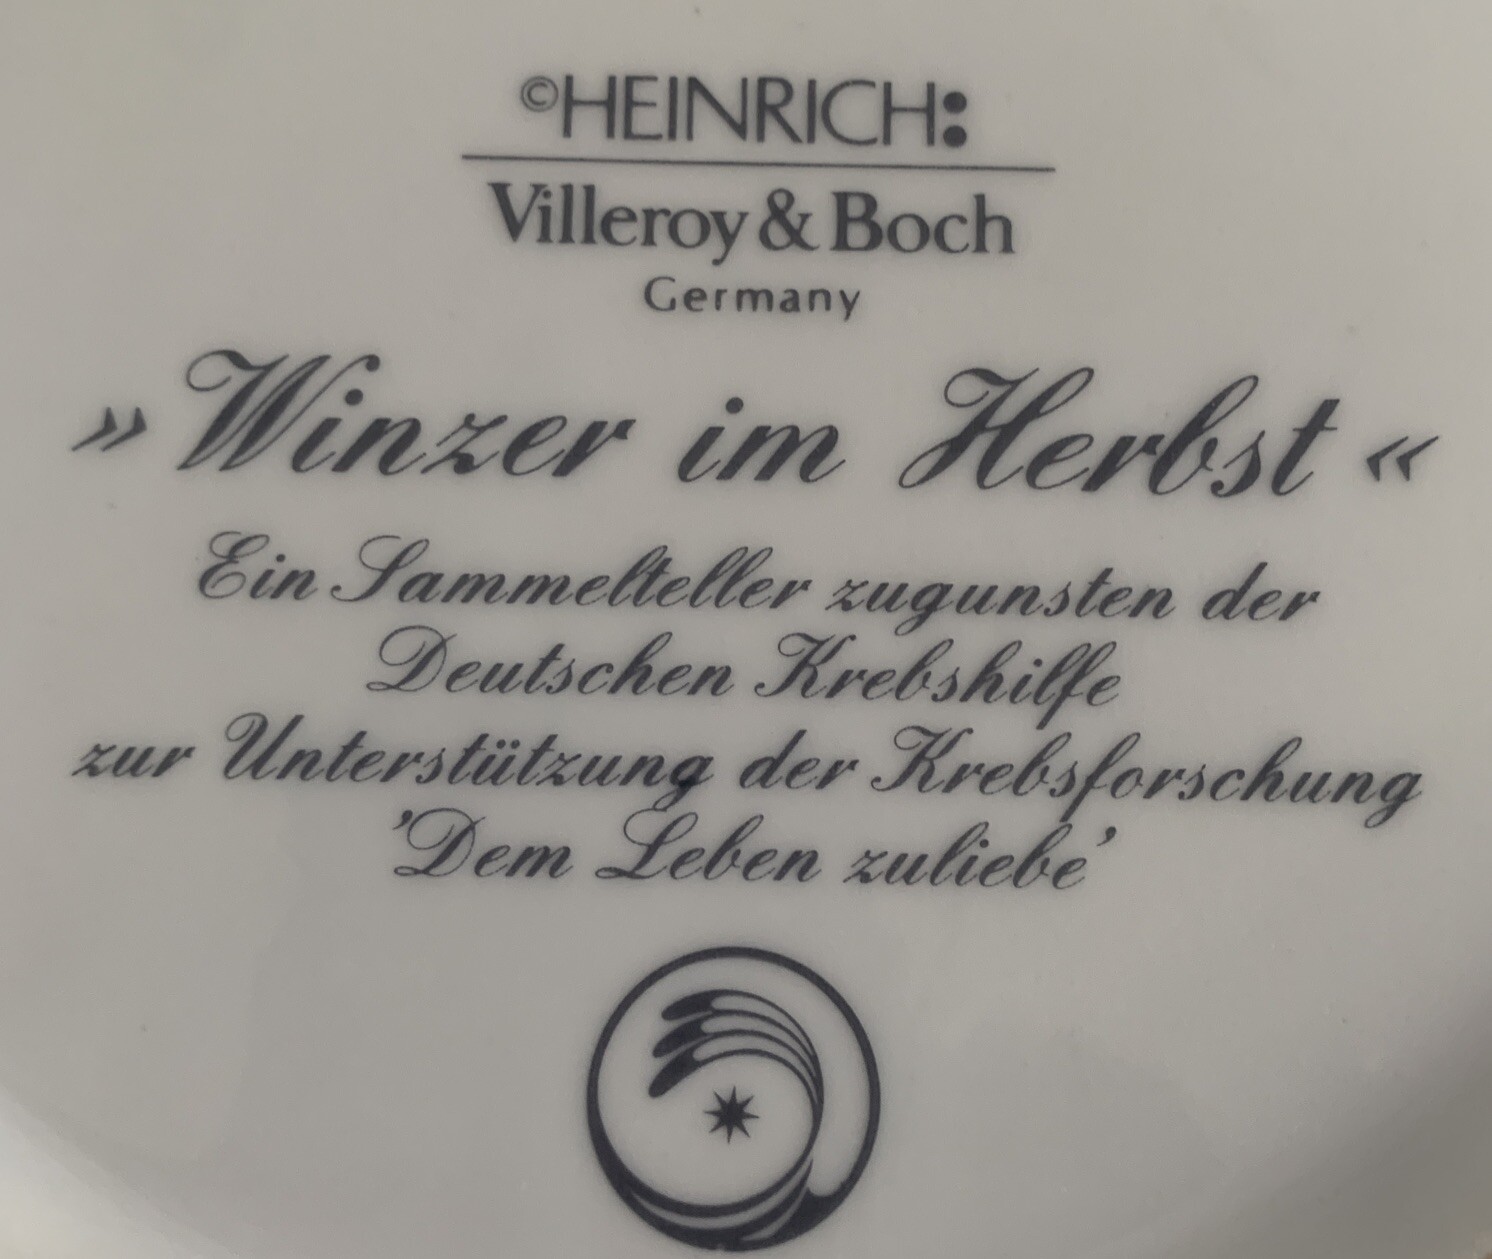 ©HEINRICH:
Villeroy & Boch
Germany
»Winzer im Herbst«
Ein Sammelteller zugunsten der
Deutschen Krebshilfe
zur Unterstützung der Krebsforschung
'Dem Leben zuliebe'